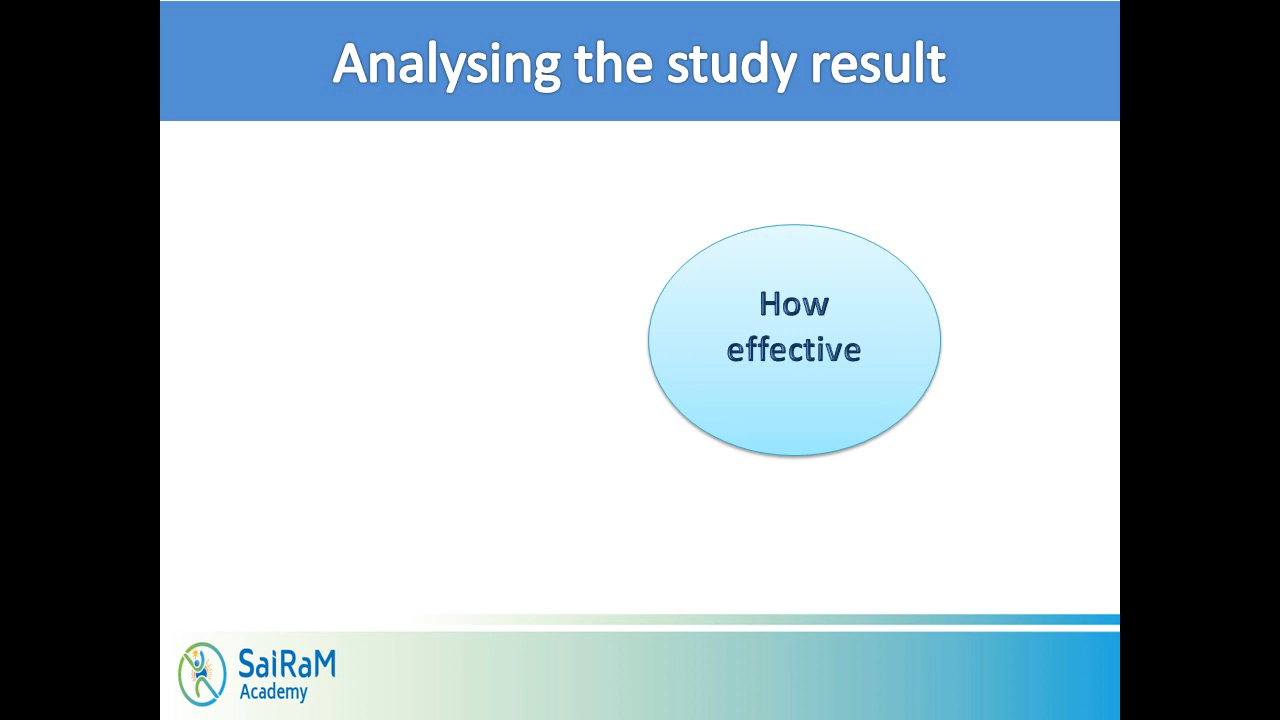 Analysing the study result
How
effective
SaiRaM
Academy